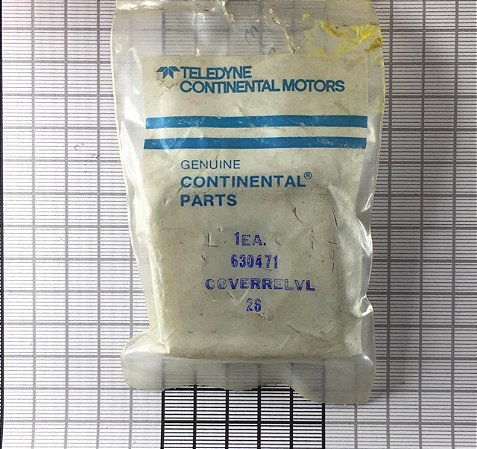 TELEDYNE
CONTINENTAL MOTORS
GENUINE
CONTINENTAL®
PARTS
1EA.
630471
COVERRELVL
26